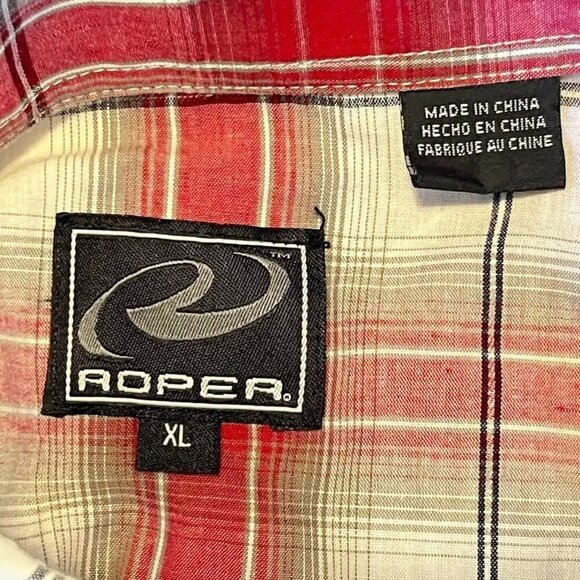 MADE IN CHINA
HECHO EN CHINA
FABRIQUE AU CHINE
TM
ROPER®
XL